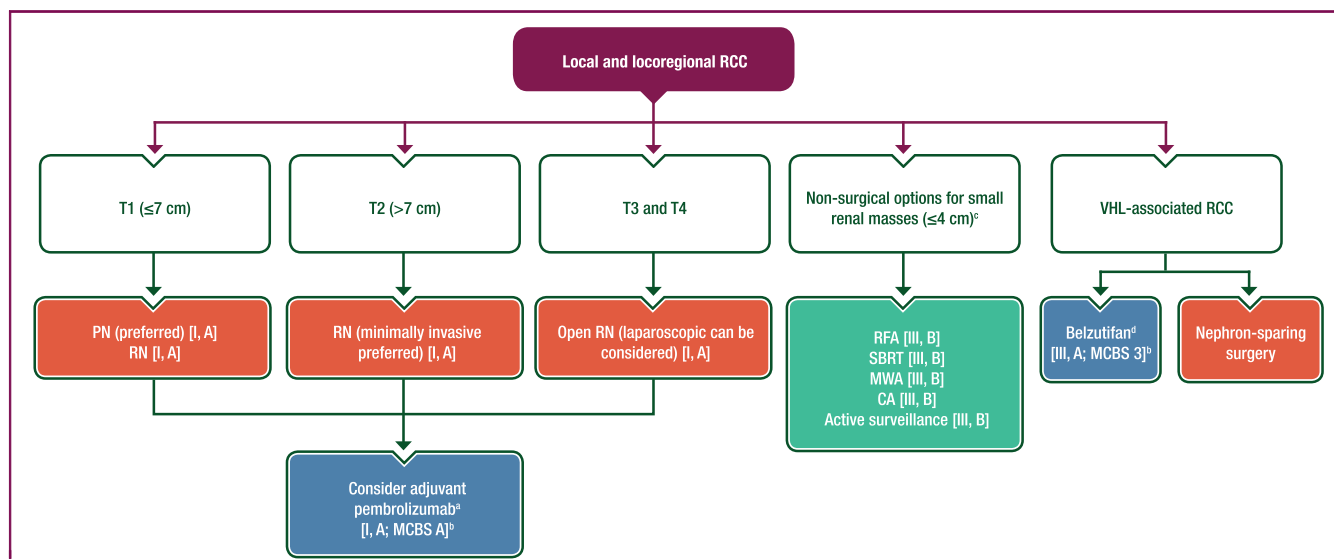 Local and locoregional RCC
T1 (≤7 cm)
T2 (>7 cm)
T3 and T4
Non-surgical options for small
renal masses (≤4 cm)ᶜ
VHL-associated RCC
PN (preferred) [I, A]
RN [I, A]
RN (minimally invasive
preferred) [I, A]
Open RN (laparoscopic can be
considered) [I, A]
RFA [III, B]
SBRT [III, B]
MWA [III, B]
CA [III, B]
Active surveillance [III, B]
Belzutifanᵈ
[III, A; MCBS 3]ᵇ
Nephron-sparing
surgery
Consider adjuvant
pembrolizumabᵃ
[I, A; MCBS A]ᵇ